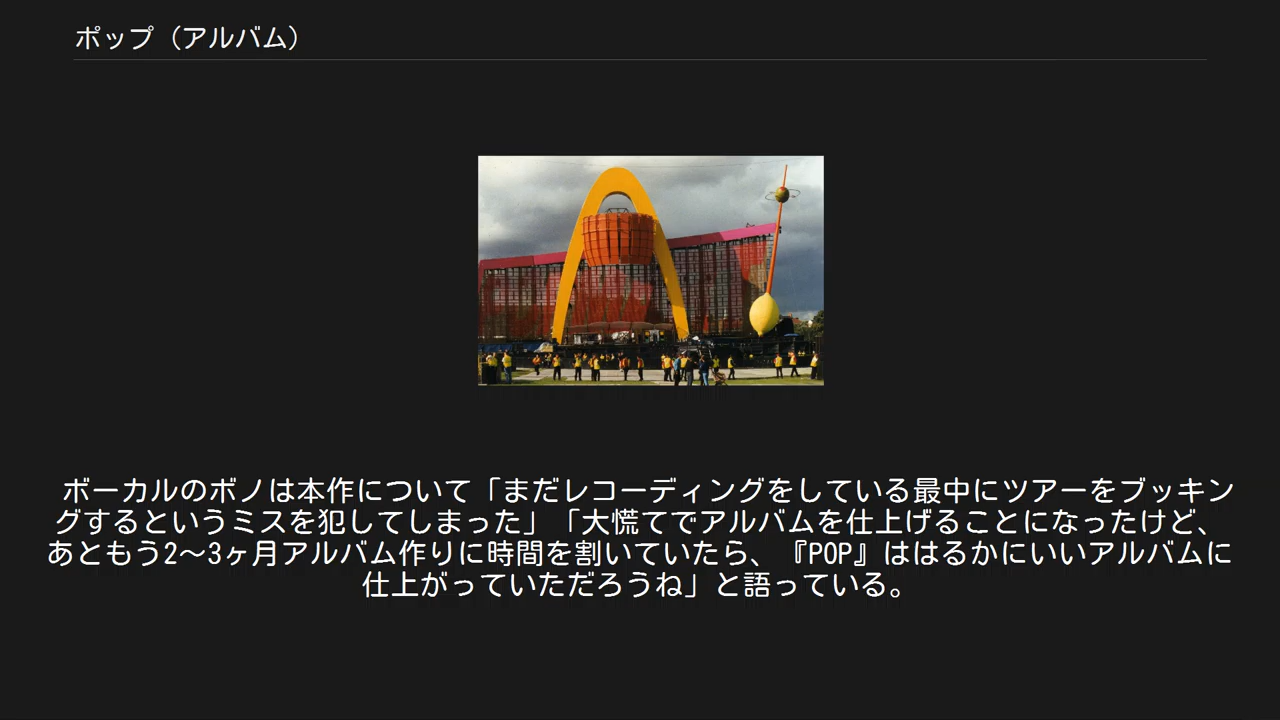 ポップ（アルバム）
ボーカルのボノは本作について「まだレコーディングをしている最中にツアーをブッキン
グするというミスを犯してしまった」「大慌てでアルバムを仕上げることになったけど、
あともう2～3ヶ月アルバム作りに時間を割いていたら、『POP』ははるかにいいアルバムに
仕上がっていただろうね」と語っている。